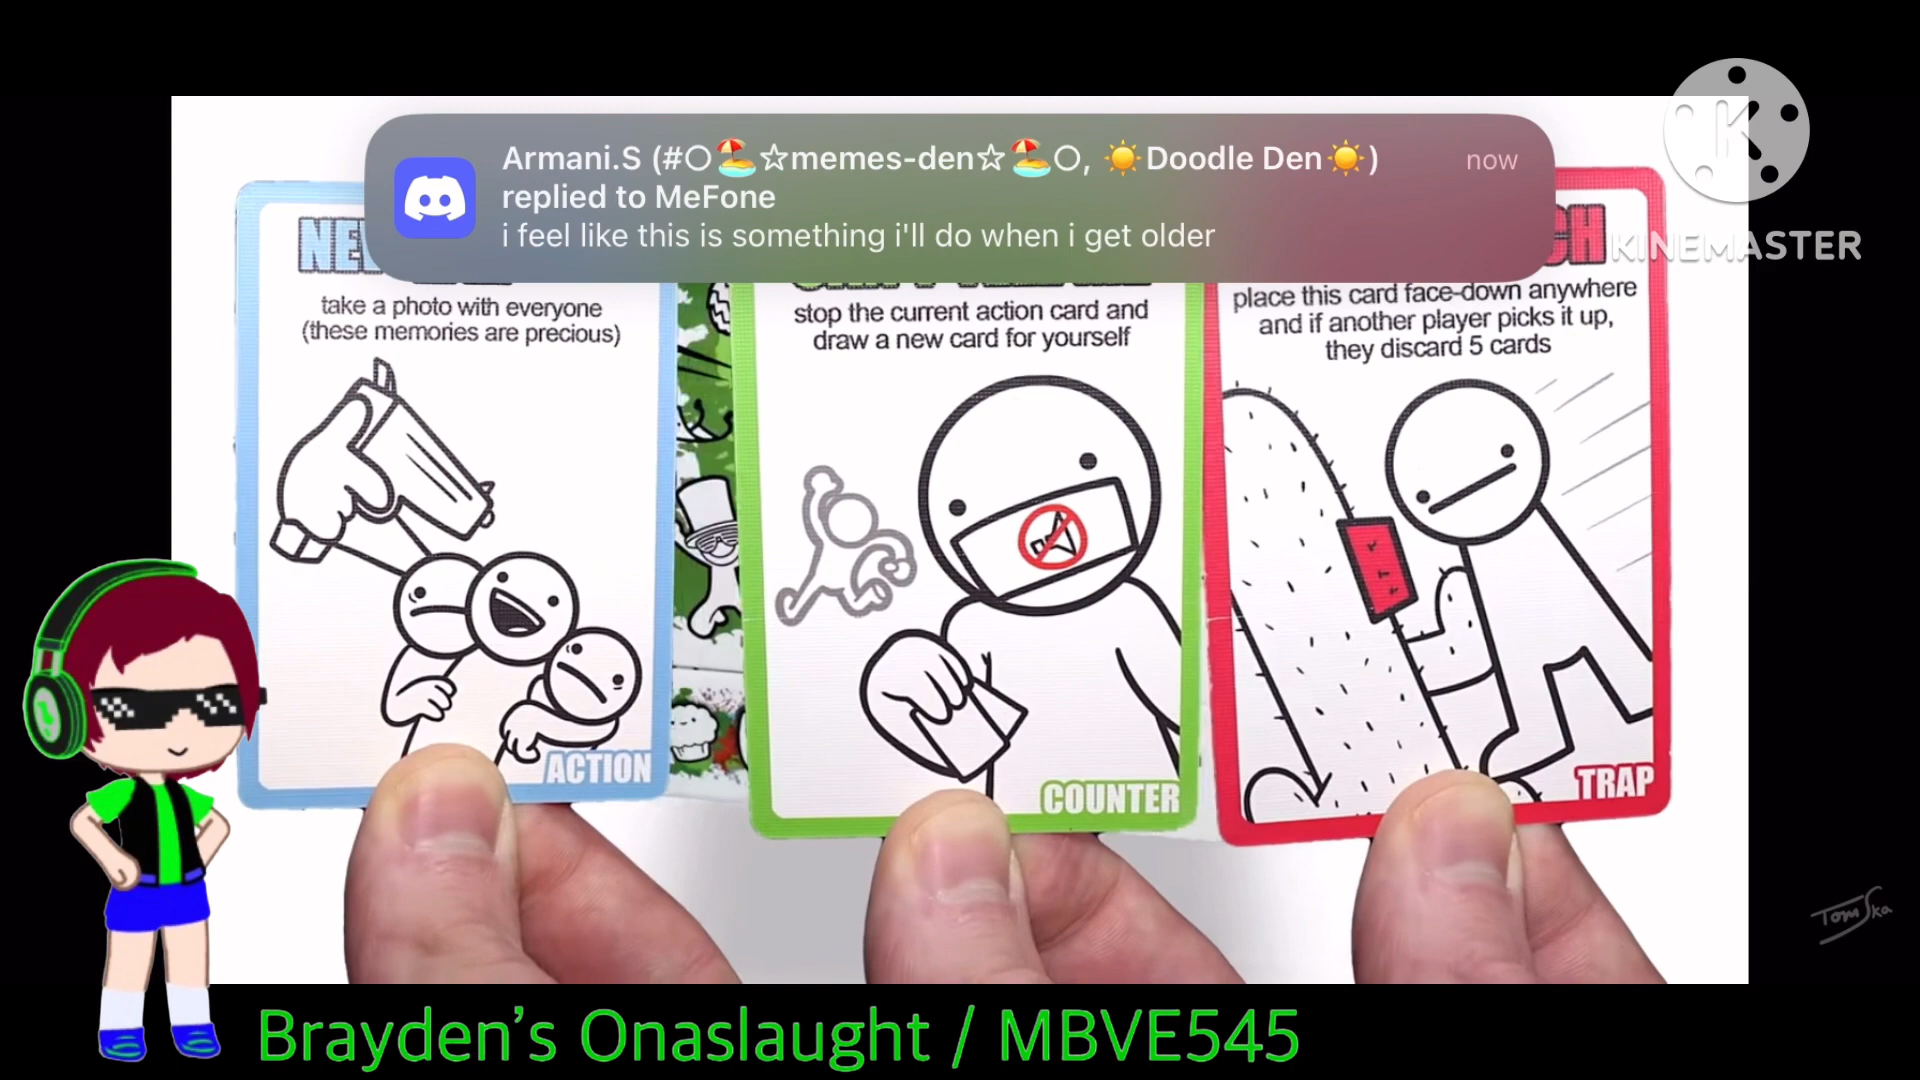 Armani.S (#○🏖️☆memes-den☆🏖️○, ☀️Doodle Den☀️)
now
replied to MeFone
i feel like this is something i'll do when i get older
KINEMASTER
take a photo with everyone
(these memories are precious)
stop the current action card and
draw a new card for yourself
place this card face-down anywhere
and if another player picks it up,
they discard 5 cards
ACTION
COUNTER
TRAP
TomSka
Brayden’s Onaslaught / MBVE545